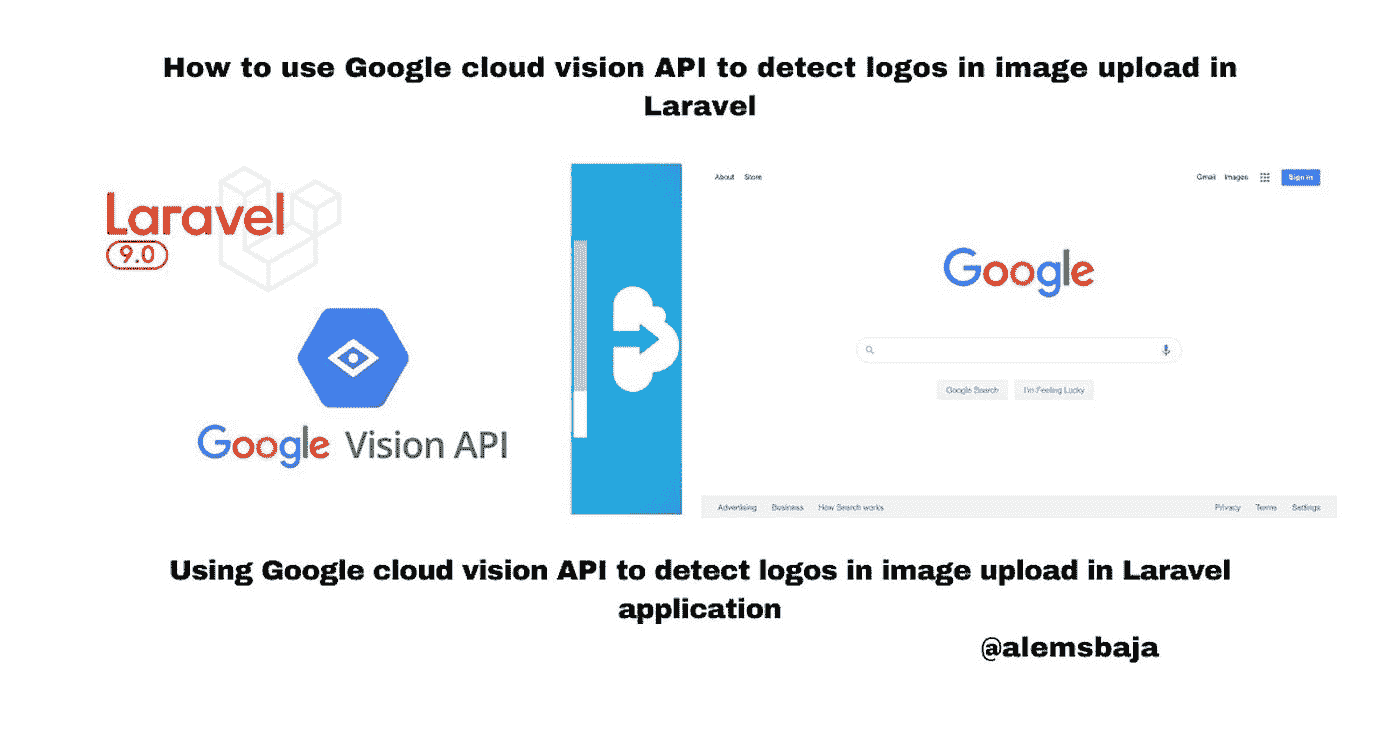 How to use Google cloud vision API to detect logos in image upload in
Laravel
Laravel
9.0
Google Vision API
About Store
Gmail Images Sign in
Google
Google Search I'm Feeling Lucky
Advertising Business How Search works
Privacy Terms Settings
Using Google cloud vision API to detect logos in image upload in Laravel
application
@alemsbaja